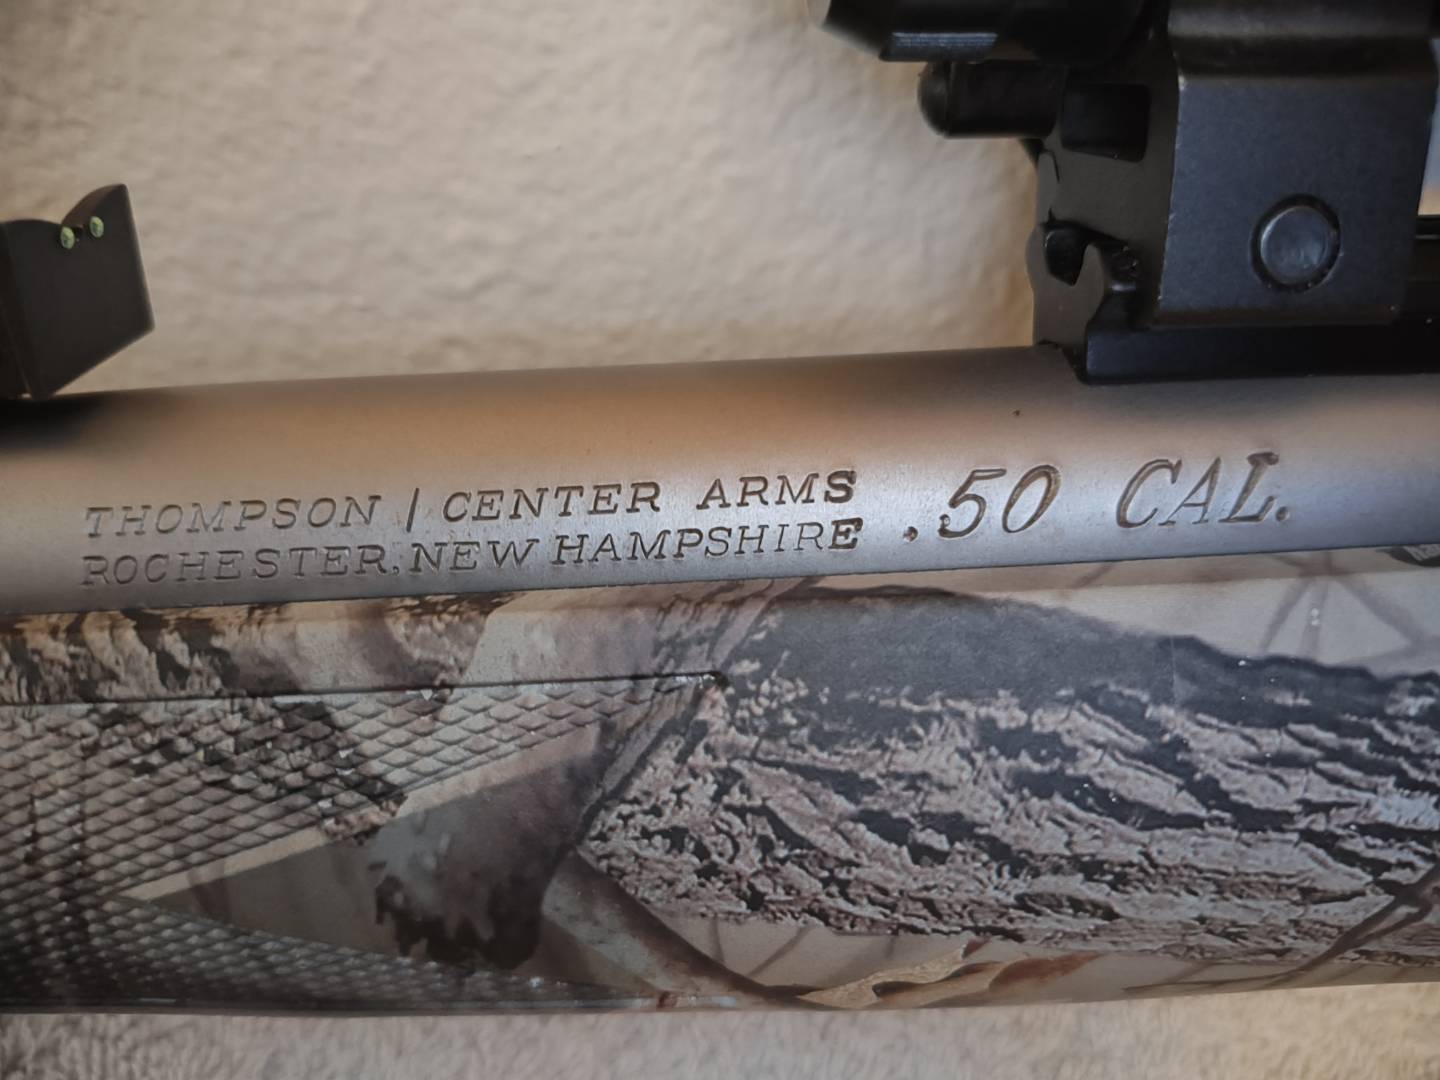 THOMPSON / CENTER ARMS
ROCHESTER, NEW HAMPSHIRE
.50 CAL.